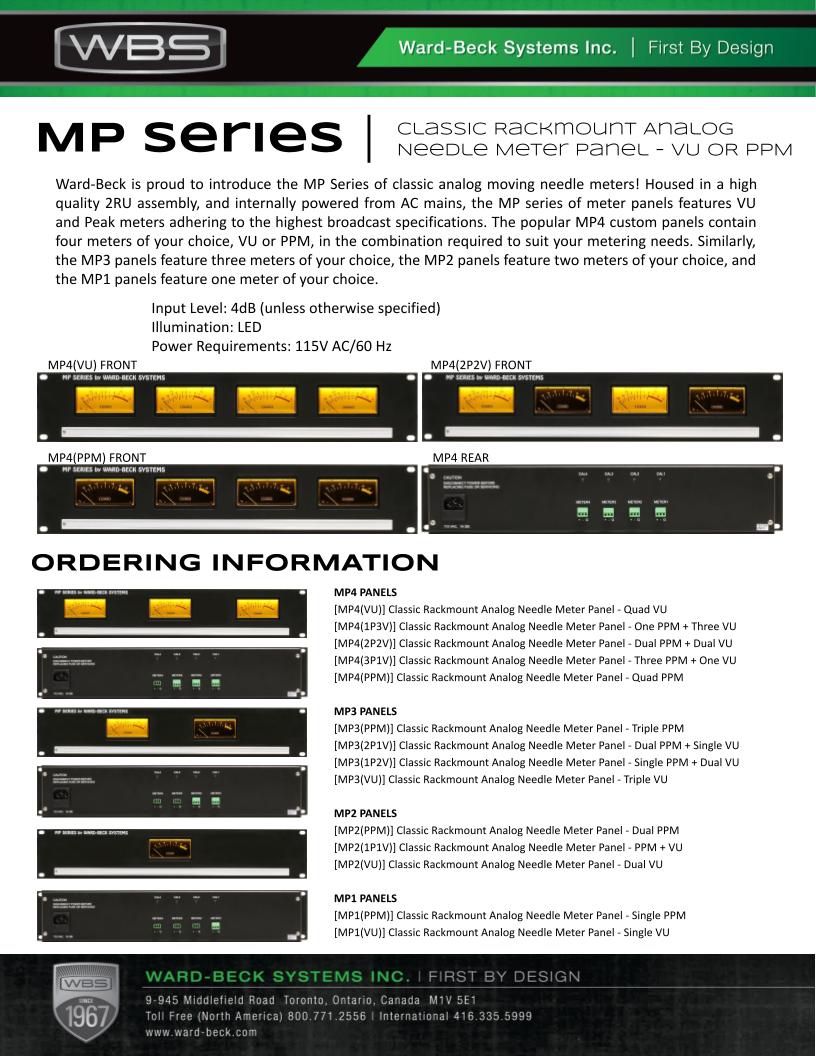 WBS
Ward-Beck Systems Inc. | First By Design
MP Series
Classic Rackmount Analog
Needle Meter Panel - VU or PPM
Ward-Beck is proud to introduce the MP Series of classic analog moving needle meters! Housed in a high
quality 2RU assembly, and internally powered from AC mains, the MP series of meter panels features VU
and Peak meters adhering to the highest broadcast specifications. The popular MP4 custom panels contain
four meters of your choice, VU or PPM, in the combination required to suit your metering needs. Similarly,
the MP3 panels feature three meters of your choice, the MP2 panels feature two meters of your choice, and
the MP1 panels feature one meter of your choice.
Input Level: 4dB (unless otherwise specified)
Illumination: LED
Power Requirements: 115V AC/60 Hz
MP4(VU) FRONT
MP SERIES by WARD-BECK SYSTEMS
MP4(2P2V) FRONT
MP SERIES by WARD-BECK SYSTEMS
MP4(PPM) FRONT
MP SERIES by WARD-BECK SYSTEMS
MP4 REAR
CAUTION
DISCONNECT POWER BEFORE
REPLACING FUSE OR SERVICING
CAL4 CAL3 CAL2 CAL1
METER4 METER3 METER2 METER1
ORDERING INFORMATION
MP SERIES by WARD-BECK SYSTEMS
CAUTION
MP SERIES by WARD-BECK SYSTEMS
CAUTION
MP SERIES by WARD-BECK SYSTEMS
CAUTION
MP4 PANELS
[MP4(VU)] Classic Rackmount Analog Needle Meter Panel - Quad VU
[MP4(1P3V)] Classic Rackmount Analog Needle Meter Panel - One PPM + Three VU
[MP4(2P2V)] Classic Rackmount Analog Needle Meter Panel - Dual PPM + Dual VU
[MP4(3P1V)] Classic Rackmount Analog Needle Meter Panel - Three PPM + One VU
[MP4(PPM)] Classic Rackmount Analog Needle Meter Panel - Quad PPM
MP3 PANELS
[MP3(PPM)] Classic Rackmount Analog Needle Meter Panel - Triple PPM
[MP3(2P1V)] Classic Rackmount Analog Needle Meter Panel - Dual PPM + Single VU
[MP3(1P2V)] Classic Rackmount Analog Needle Meter Panel - Single PPM + Dual VU
[MP3(VU)] Classic Rackmount Analog Needle Meter Panel - Triple VU
MP2 PANELS
[MP2(PPM)] Classic Rackmount Analog Needle Meter Panel - Dual PPM
[MP2(1P1V)] Classic Rackmount Analog Needle Meter Panel - PPM + VU
[MP2(VU)] Classic Rackmount Analog Needle Meter Panel - Dual VU
MP1 PANELS
[MP1(PPM)] Classic Rackmount Analog Needle Meter Panel - Single PPM
[MP1(VU)] Classic Rackmount Analog Needle Meter Panel - Single VU
WBS
SINCE
1967
WARD-BECK SYSTEMS INC. | FIRST BY DESIGN
9-945 Middlefield Road Toronto, Ontario, Canada M1V 5E1
Toll Free (North America) 800.771.2556 | International 416.335.5999
www.ward-beck.com